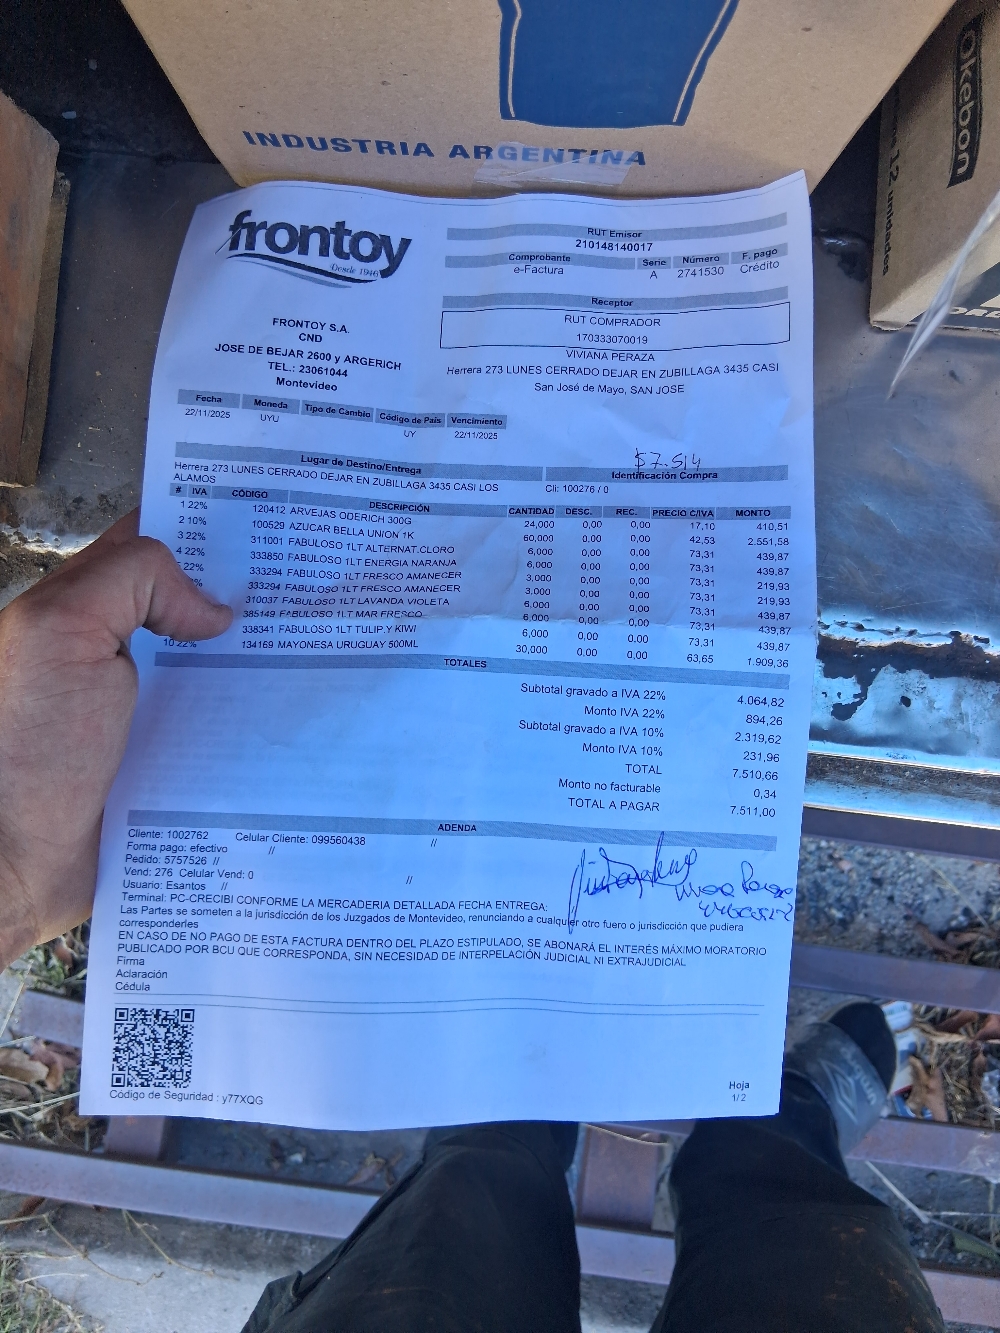 INDUSTRIA ARGENTINA
Okebon
12 unidades
frontoy
Desde 1946
RUT Emisor
210148140017
Comprobante Serie Número F. pago
e-Factura A 2741530 Crédito
Receptor
RUT COMPRADOR
170333070019
VIVIANA PERAZA
Herrera 273 LUNES CERRADO DEJAR EN ZUBILLAGA 3435 CASI
San José de Mayo, SAN JOSE
FRONTOY S.A.
CND
JOSE DE BEJAR 2600 y ARGERICH
TEL.: 23061044
Montevideo
Fecha Moneda Tipo de Cambio Código de País Vencimiento
22/11/2025 UYU UY 22/11/2025
$7.514
Lugar de Destino/Entrega Identificación Compra
Herrera 273 LUNES CERRADO DEJAR EN ZUBILLAGA 3435 CASI LOS Cli: 100276 / 0
ALAMOS
# IVA CÓDIGO DESCRIPCIÓN CANTIDAD DESC. REC. PRECIO C/IVA MONTO
1 22% 120412 ARVEJAS ODERICH 300G 24,000 0,00 0,00 17,10 410,51
2 10% 100529 AZUCAR BELLA UNION 1K 60,000 0,00 0,00 42,53 2.551,58
3 22% 311001 FABULOSO 1LT ALTERNAT.CLORO 6,000 0,00 0,00 73,31 439,87
4 22% 333850 FABULOSO 1LT ENERGIA NARANJA 6,000 0,00 0,00 73,31 439,87
333294 FABULOSO 1LT FRESCO AMANECER 3,000 0,00 0,00 73,31 219,93
333294 FABULOSO 1LT FRESCO AMANECER 3,000 0,00 0,00 73,31 219,93
310037 FABULOSO 1LT LAVANDA VIOLETA 6,000 0,00 0,00 73,31 439,87
385149 FABULOSO 1LT MAR FRESCO 6,000 0,00 0,00 73,31 439,87
338341 FABULOSO 1LT TULIP.Y KIWI 6,000 0,00 0,00 73,31 439,87
10 22% 134169 MAYONESA URUGUAY 500ML 30,000 0,00 0,00 63,65 1.909,36
TOTALES
Subtotal gravado a IVA 22% 4.064,82
Monto IVA 22% 894,26
Subtotal gravado a IVA 10% 2.319,62
Monto IVA 10% 231,96
TOTAL 7.510,66
Monto no facturable 0,34
TOTAL A PAGAR 7.511,00
ADENDA
Cliente: 1002762 Celular Cliente: 099560438 //
Forma pago: efectivo //
Pedido: 5757526 //
Vend: 276 Celular Vend: 0 //
Usuario: Esantos //
Terminal: PC-CRECIBI CONFORME LA MERCADERIA DETALLADA FECHA ENTREGA:
Las Partes se someten a la jurisdicción de los Juzgados de Montevideo, renunciando a cualquier otro fuero o jurisdicción que pudiera
corresponderles
EN CASO DE NO PAGO DE ESTA FACTURA DENTRO DEL PLAZO ESTIPULADO, SE ABONARÁ EL INTERÉS MÁXIMO MORATORIO
PUBLICADO POR BCU QUE CORRESPONDA, SIN NECESIDAD DE INTERPELACIÓN JUDICIAL NI EXTRAJUDICIAL
Firma
Aclaración
Cédula
Código de Seguridad : y77XQG
Hoja
1/2